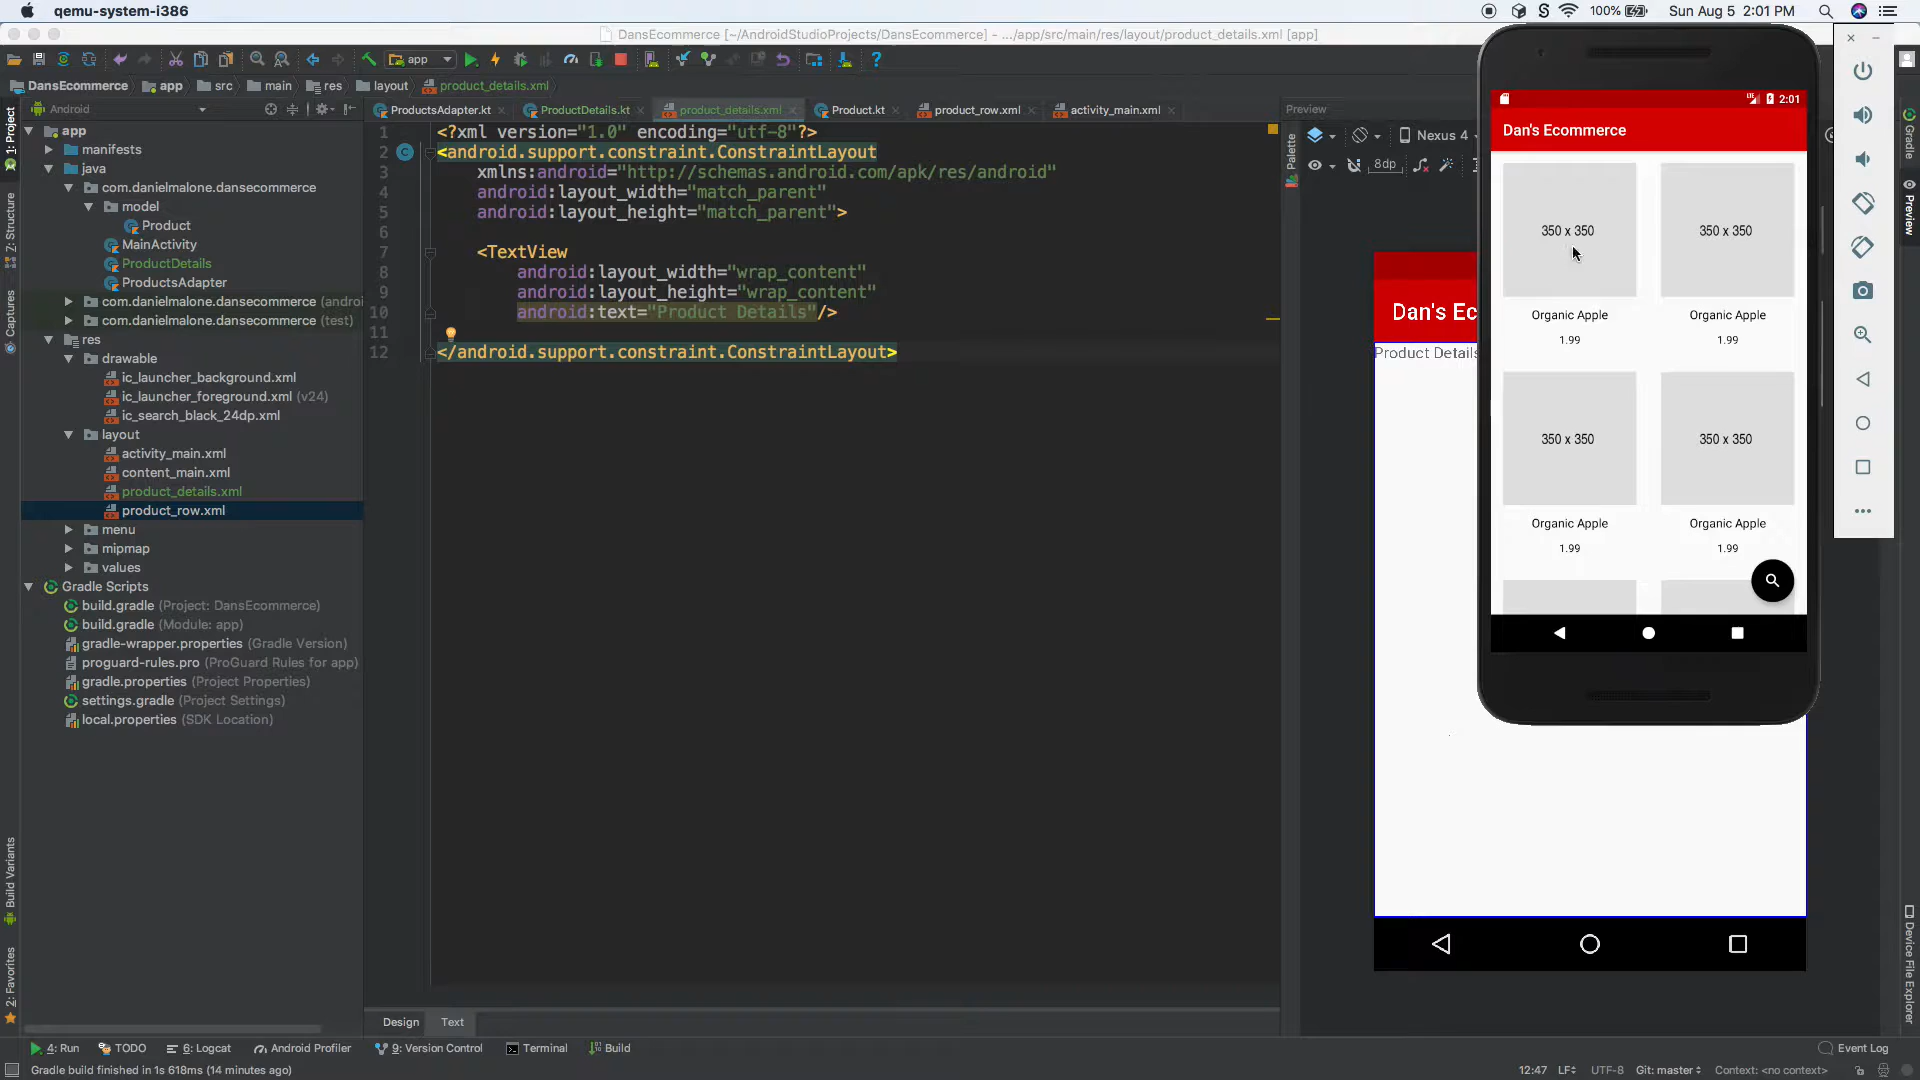 qemu-system-i386
100%
Sun Aug 5 2:01 PM
DansEcommerce [~/AndroidStudioProjects/DansEcommerce] - .../app/src/main/res/layout/product_details.xml [app]
app
DansEcommerce
app
src
main
res
layout
product_details.xml
Android
ProductsAdapter.kt
ProductDetails.kt
product_details.xml
Product.kt
product_row.xml
activity_main.xml
Preview
1: Project
Z: Structure
Captures
Build Variants
2: Favorites
app
manifests
java
com.danielmalone.dansecommerce
model
Product
MainActivity
ProductDetails
ProductsAdapter
com.danielmalone.dansecommerce (androi
com.danielmalone.dansecommerce (test)
res
drawable
ic_launcher_background.xml
ic_launcher_foreground.xml (v24)
ic_search_black_24dp.xml
layout
activity_main.xml
content_main.xml
product_details.xml
product_row.xml
menu
mipmap
values
Gradle Scripts
build.gradle (Project: DansEcommerce)
build.gradle (Module: app)
gradle-wrapper.properties (Gradle Version)
proguard-rules.pro (ProGuard Rules for app)
gradle.properties (Project Properties)
settings.gradle (Project Settings)
local.properties (SDK Location)
1 <?xml version="1.0" encoding="utf-8"?>
2 <android.support.constraint.ConstraintLayout
3 xmlns:android="http://schemas.android.com/apk/res/android"
4 android:layout_width="match_parent"
5 android:layout_height="match_parent">
6
7 <TextView
8 android:layout_width="wrap_content"
9 android:layout_height="wrap_content"
10 android:text="Product Details"/>
11
12 </android.support.constraint.ConstraintLayout>
Design
Text
Palette
Nexus 4
8dp
Dan's Ec
Product Details
2:01
Dan's Ecommerce
350 x 350
350 x 350
Organic Apple
Organic Apple
1.99
1.99
350 x 350
350 x 350
Organic Apple
Organic Apple
1.99
1.99
Gradle
Preview
Device File Explorer
4: Run
TODO
6: Logcat
Android Profiler
9: Version Control
Terminal
Build
Event Log
Gradle build finished in 1s 618ms (14 minutes ago)
12:47
LF
UTF-8
Git: master
Context: <no context>